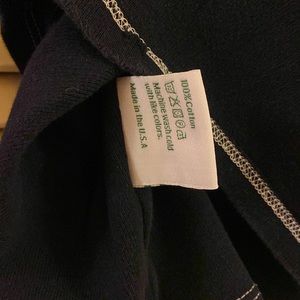 100% Cotton
Machine wash cold
with like colors.
Made in the U.S.A